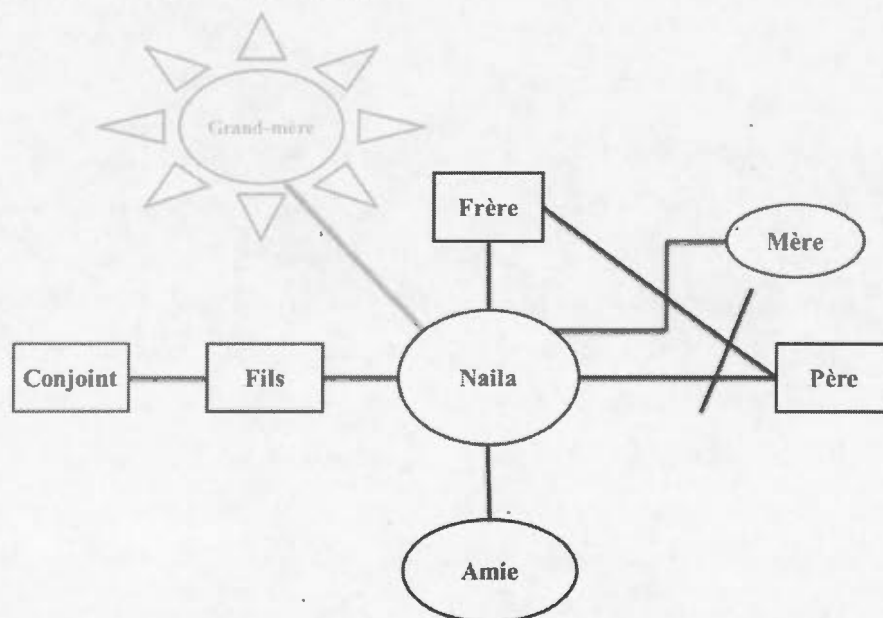 Grand-mère
Frère
Mère
Conjoint
Fils
Naila
Père
Amie